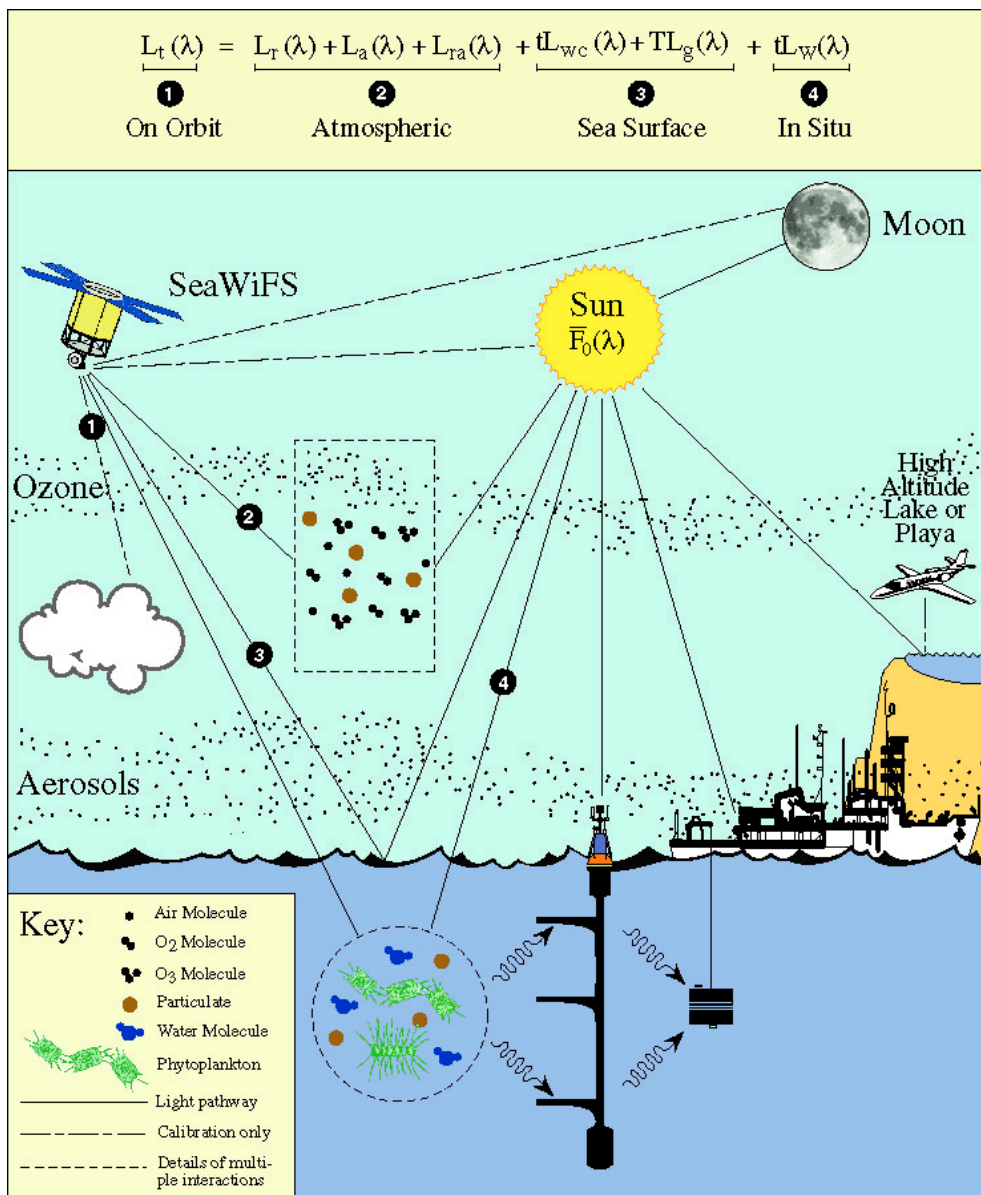 Lt(λ) = Lr(λ) + La(λ) + Lra(λ) + tLwc(λ) + TLg(λ) + tLw(λ)
1 2 3 4
On Orbit Atmospheric Sea Surface In Situ
Moon
SeaWiFS
Sun
F̅0(λ)
1
High
Altitude
Lake or
Playa
Ozone
2
3
4
Aerosols
Key:
Air Molecule
O2 Molecule
O3 Molecule
Particulate
Water Molecule
Phytoplankton
Light pathway
Calibration only
Details of multi-
ple interactions